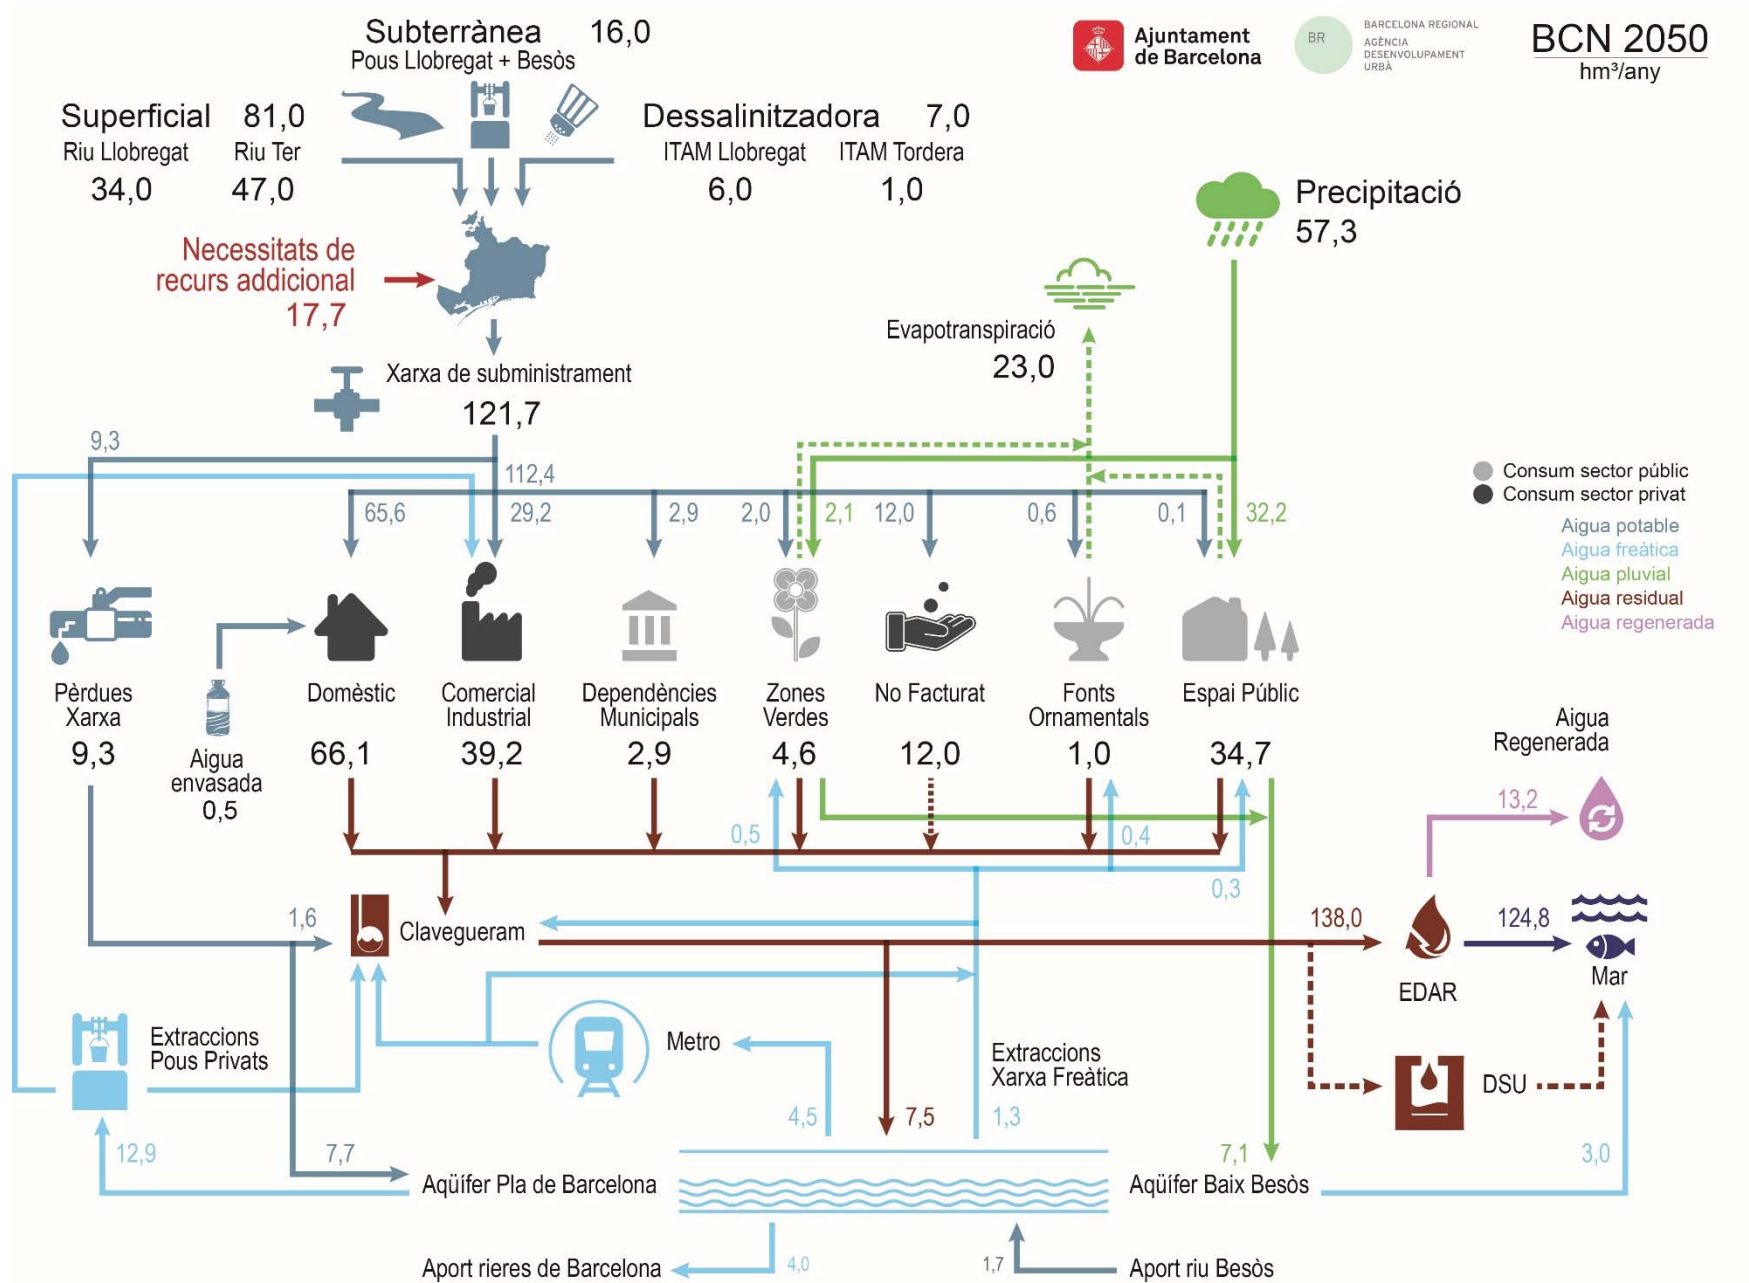 Subterrànea 16,0
Pous Llobregat + Besòs
Ajuntament
de Barcelona
BR
BARCELONA REGIONAL
AGÈNCIA
DESENVOLUPAMENT
URBÀ
BCN 2050
hm³/any
Superficial 81,0
Riu Llobregat Riu Ter
34,0 47,0
Dessalinitzadora 7,0
ITAM Llobregat ITAM Tordera
6,0 1,0
Precipitació
57,3
Necessitats de
recurs addicional
17,7
Evapotranspiració
23,0
Xarxa de subministrament
121,7
9,3
112,4
65,6 29,2 2,9 2,0 2,1 12,0 0,6 0,1 32,2
Consum sector públic
Consum sector privat
Aigua potable
Aigua freàtica
Aigua pluvial
Aigua residual
Aigua regenerada
Pèrdues
Xarxa
9,3
Aigua
envasada
0,5
Domèstic
66,1
Comercial
Industrial
39,2
Dependències
Municipals
2,9
Zones
Verdes
4,6
No Facturat
12,0
Fonts
Ornamentals
1,0
Espai Públic
34,7
Aigua
Regenerada
13,2
0,5 0,4
0,3
1,6
Clavegueram
138,0
124,8
EDAR
Mar
Extraccions
Pous Privats
Metro
Extraccions
Xarxa Freàtica
DSU
4,5 7,5 1,3
12,9 7,7 7,1 3,0
Aqüífer Pla de Barcelona
Aqüífer Baix Besòs
Aport rieres de Barcelona 4,0
1,7 Aport riu Besòs